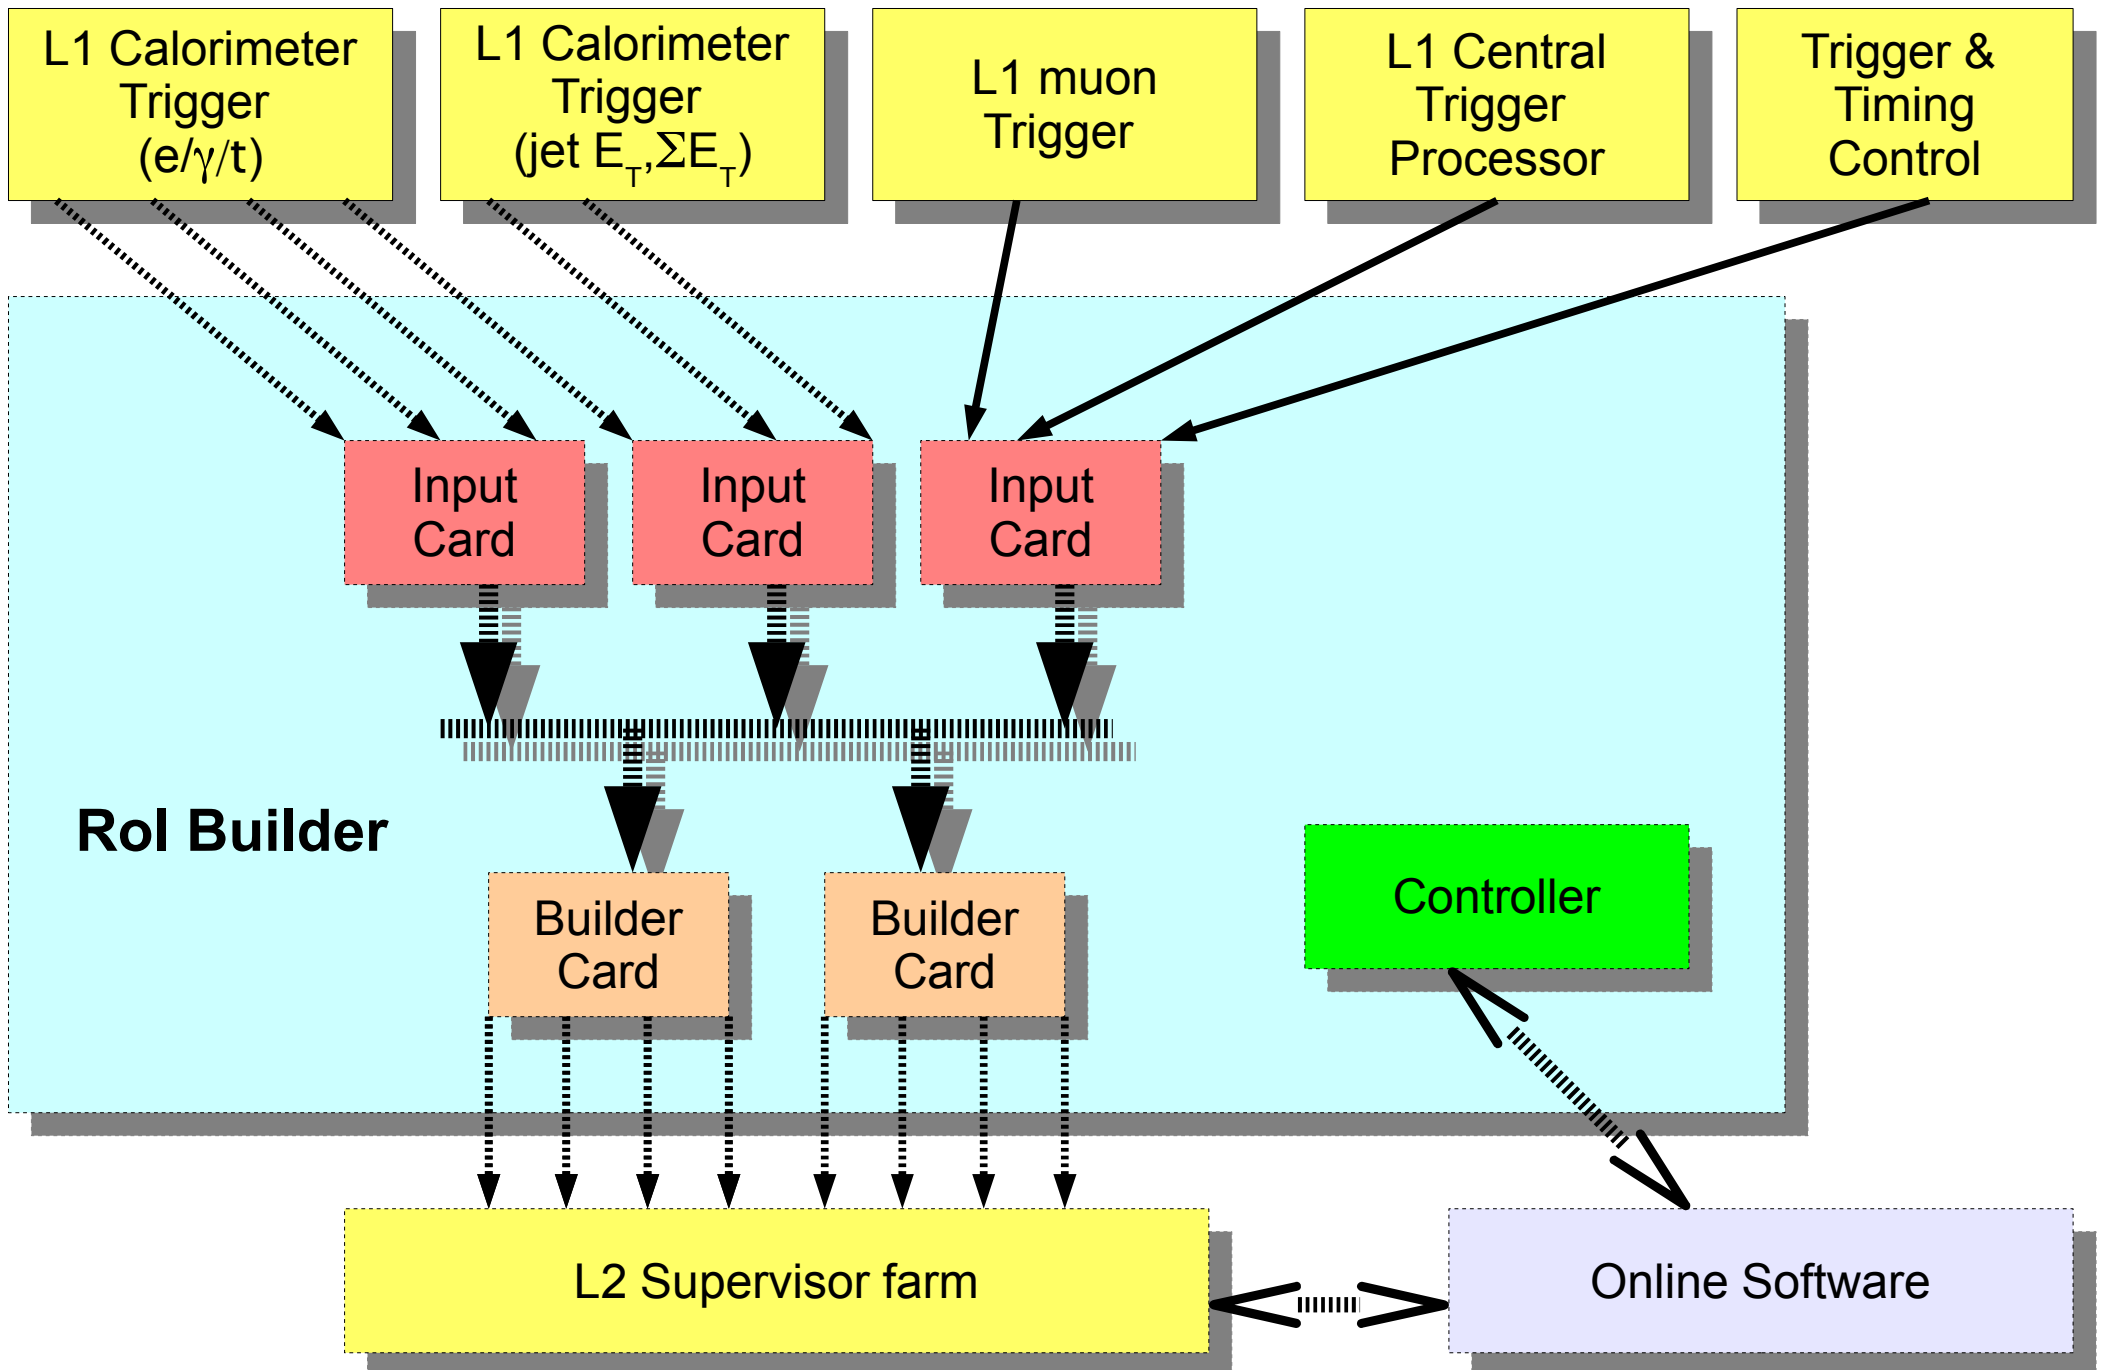 L1 Calorimeter
Trigger
(e/γ/t)
L1 Calorimeter
Trigger
(jet E_T,ΣE_T)
L1 muon
Trigger
L1 Central
Trigger
Processor
Trigger &
Timing
Control
Input
Card
Input
Card
Input
Card
RoI Builder
Builder
Card
Builder
Card
Controller
L2 Supervisor farm
Online Software